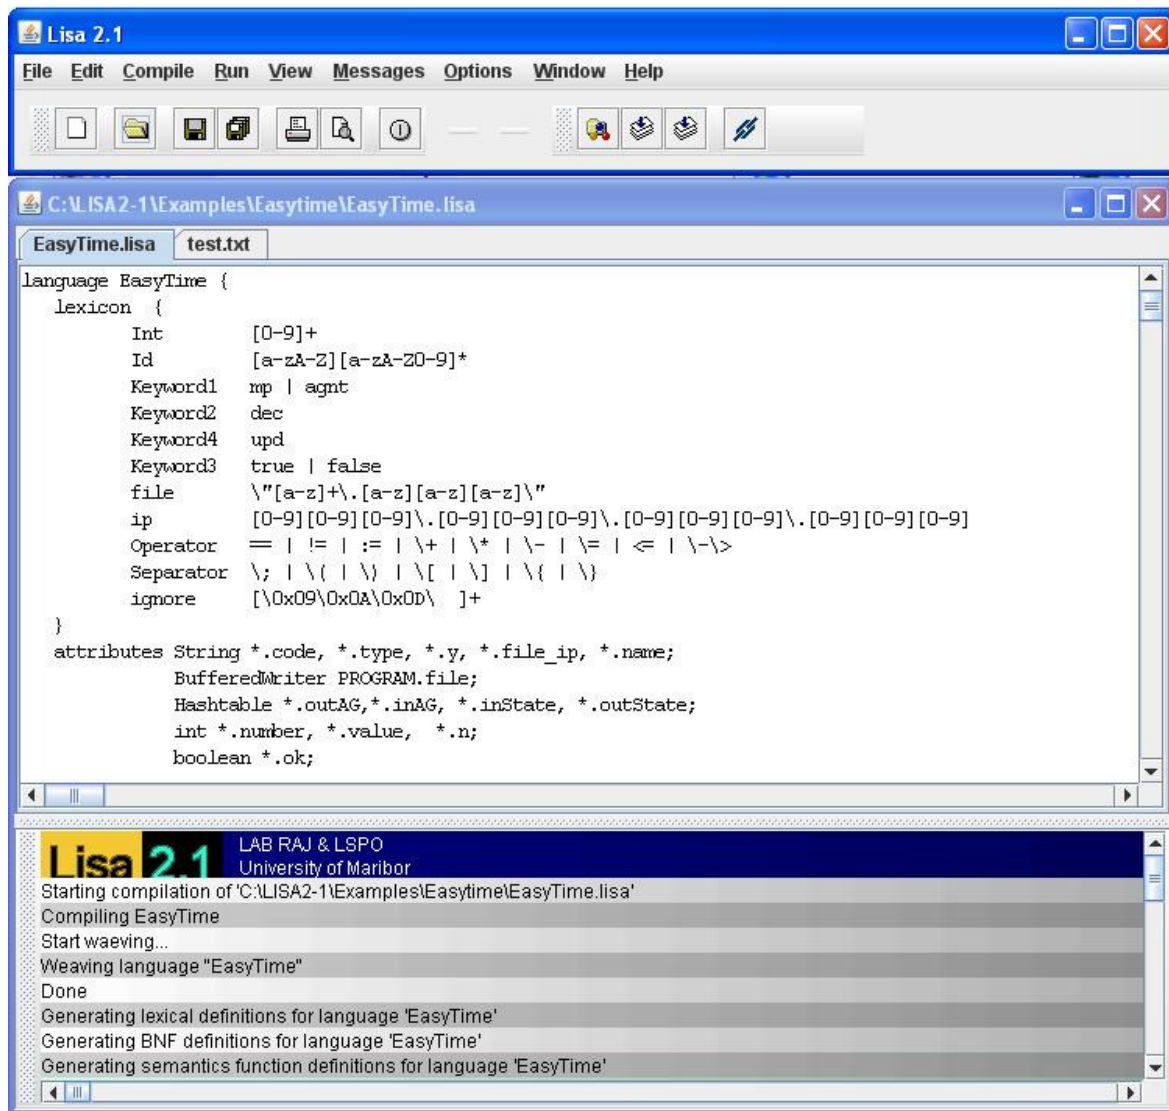 Lisa 2.1
File Edit Compile Run View Messages Options Window Help
C:\LISA2-1\Examples\Easytime\EasyTime.lisa
EasyTime.lisa test.txt
language EasyTime {
lexicon {
Int [0-9]+
Id [a-zA-Z][a-zA-Z0-9]*
Keyword1 mp | agnt
Keyword2 dec
Keyword4 upd
Keyword3 true | false
file \"[a-z]+\.[a-z][a-z][a-z]\"
ip [0-9][0-9][0-9]\.[0-9][0-9][0-9]\.[0-9][0-9][0-9]\.[0-9][0-9][0-9]
Operator == | != | := | \+ | \* | \- | \= | <= | \-\>
Separator \; | \( | \) | \[ | \] | \{ | \}
ignore [\0x09\0x0A\0x0D\  ]+
}
attributes String *.code, *.type, *.y, *.file_ip, *.name;
BufferedWriter PROGRAM.file;
Hashtable *.outAG,*.inAG, *.inState, *.outState;
int *.number, *.value, *.n;
boolean *.ok;
Lisa 2.1 LAB RAJ & LSPO
University of Maribor
Starting compilation of 'C:\LISA2-1\Examples\Easytime\EasyTime.lisa'
Compiling EasyTime
Start waeving...
Weaving language "EasyTime"
Done
Generating lexical definitions for language 'EasyTime'
Generating BNF definitions for language 'EasyTime'
Generating semantics function definitions for language 'EasyTime'